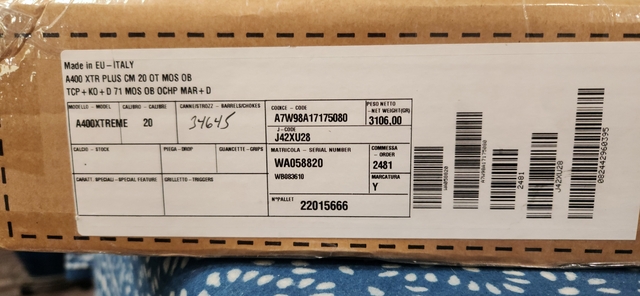 Made in EU - ITALY
A400 XTR PLUS CM 20 OT MOS OB
TCP+KO+D 71 MOS OB OCHP MAR+D
MODELLO - MODEL
A400XTREME
CALIBRO - CALIBRE
20
CANNE/STROZZ - BARRELS/CHOKES
34645
CODICE - CODE
A7W98A17175080
PESO NETTO
-NET WEIGHT(GR)
3106,00
J-CODE
J42XU28
CALCIO - STOCK
PIEGA - DROP
GUANCETTE - GRIPS
MATRICOLA - SERIAL NUMBER
WA058820
WB083610
COMMESSA
- ORDER
2481
MARCATURA
Y
CARATT. SPECIALI - SPECIAL FEATURE
GRILLETTO - TRIGGERS
N°PALLET
22015666
WA058820
A7W98A17175080
2481
J42XU28
082442960395